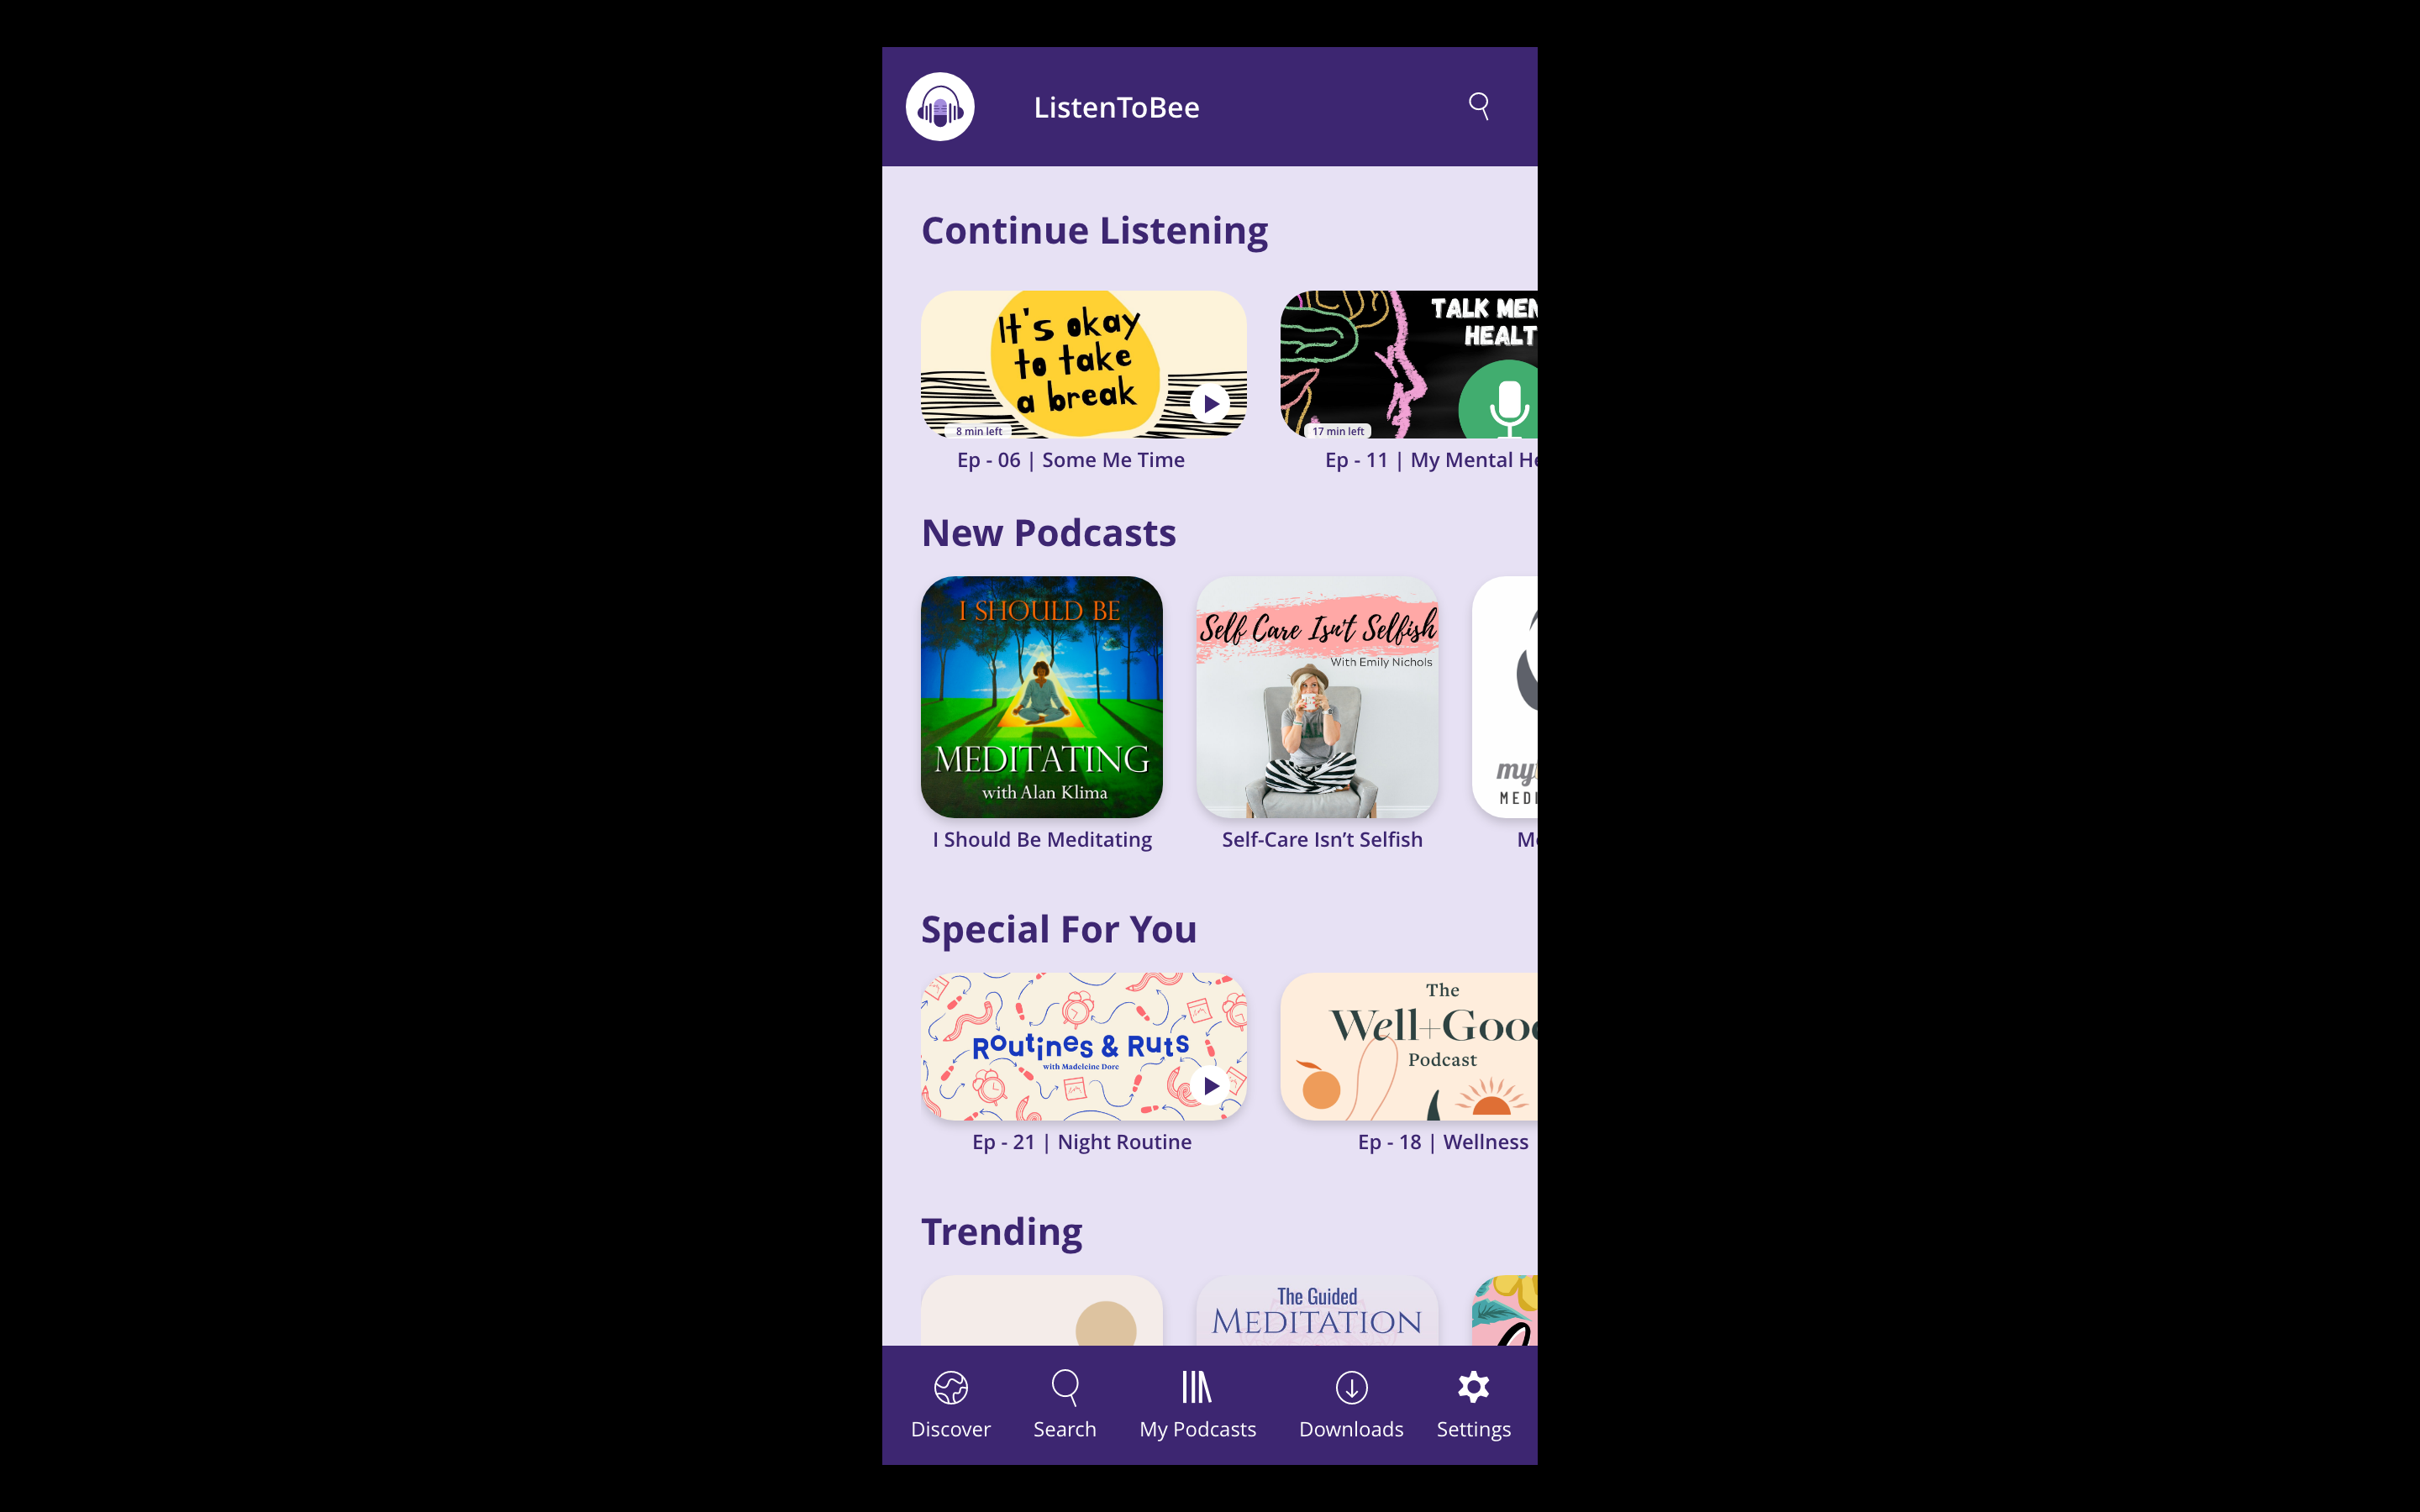 ListenToBee
Continue Listening
It's okay
to take
a break
8 min left
Ep - 06 | Some Me Time
TALK MEN
HEALT
17 min left
Ep - 11 | My Mental He
New Podcasts
I SHOULD BE
MEDITATING
with Alan Klima
I Should Be Meditating
Self Care Isn't Selfish
With Emily Nichols
Self-Care Isn’t Selfish
my
MEDI
Special For You
Routines & Ruts
with Madeleine Dore
Ep - 21 | Night Routine
The
Well+Good
Podcast
Ep - 18 | Wellness
Trending
The Guided
MEDITATION
Discover
Search
My Podcasts
Downloads
Settings